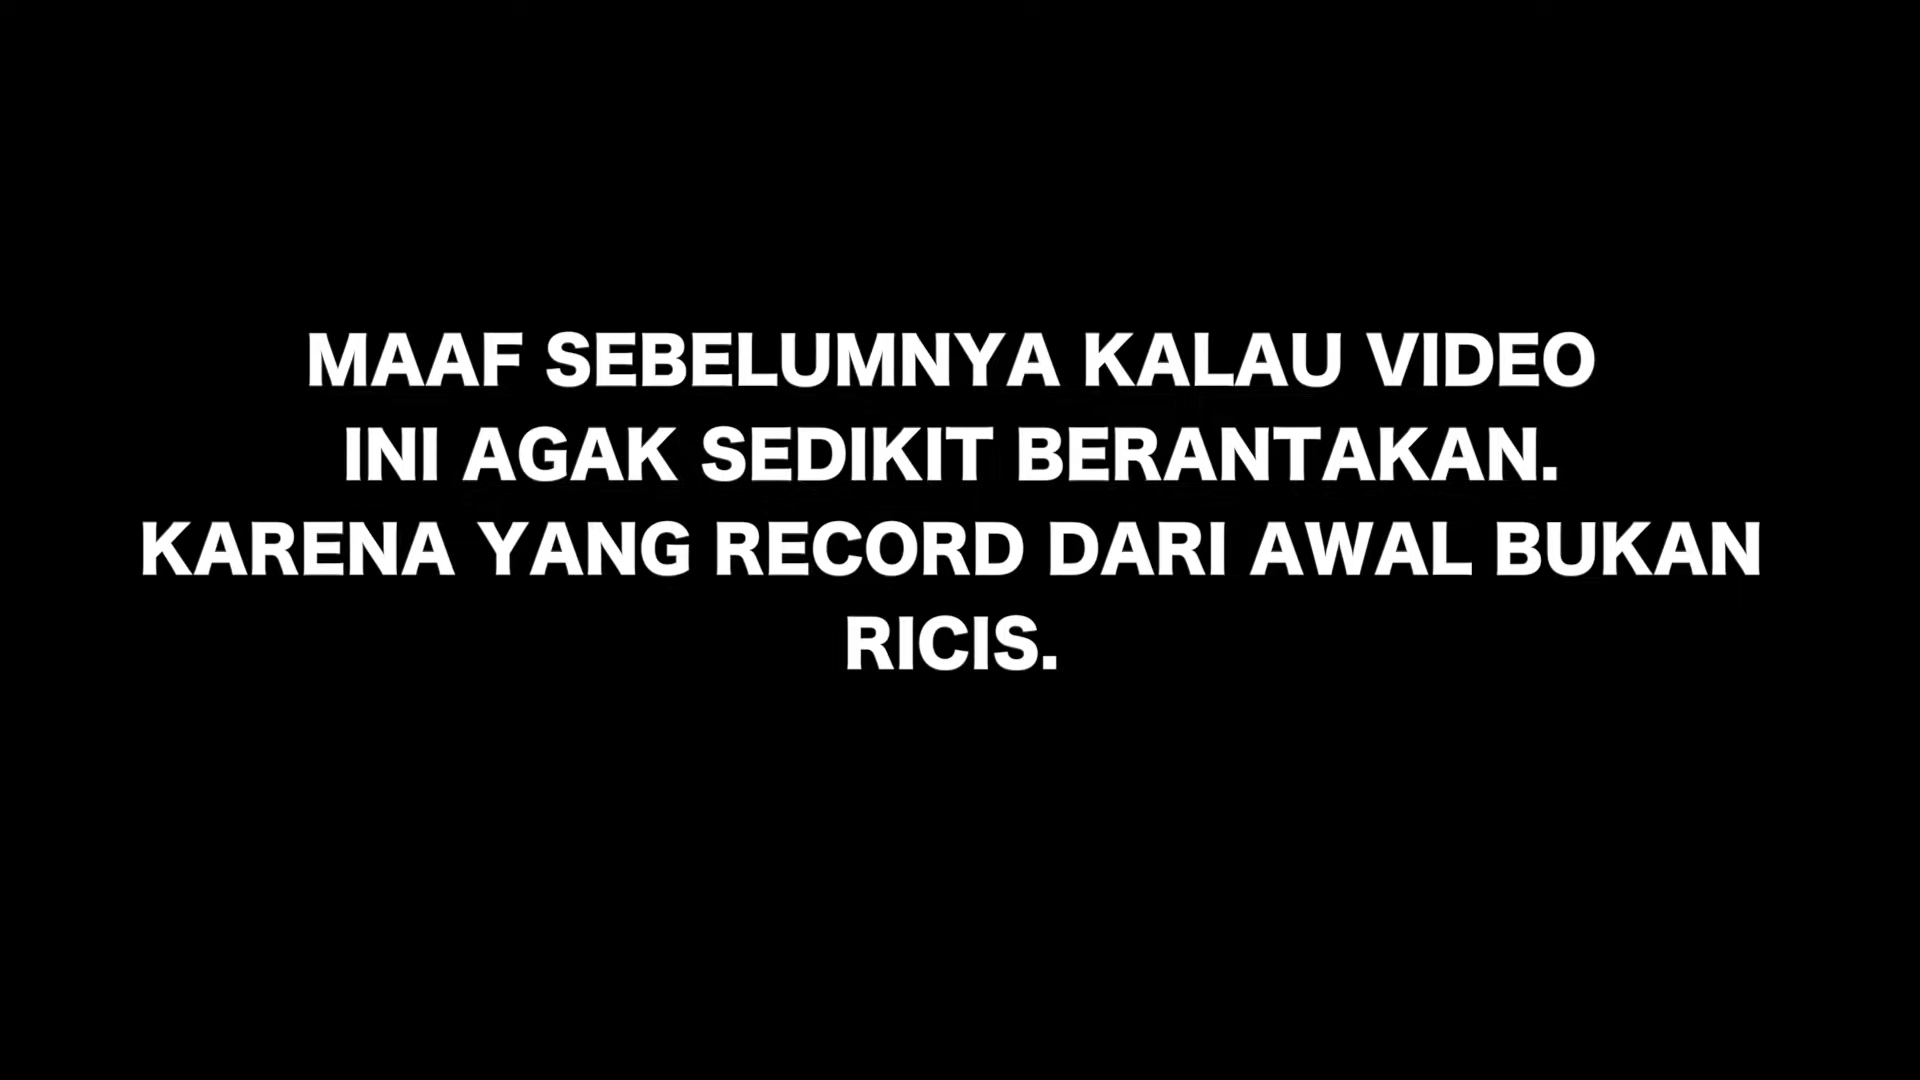 MAAF SEBELUMNYA KALAU VIDEO
INI AGAK SEDIKIT BERANTAKAN.
KARENA YANG RECORD DARI AWAL BUKAN
RICIS.